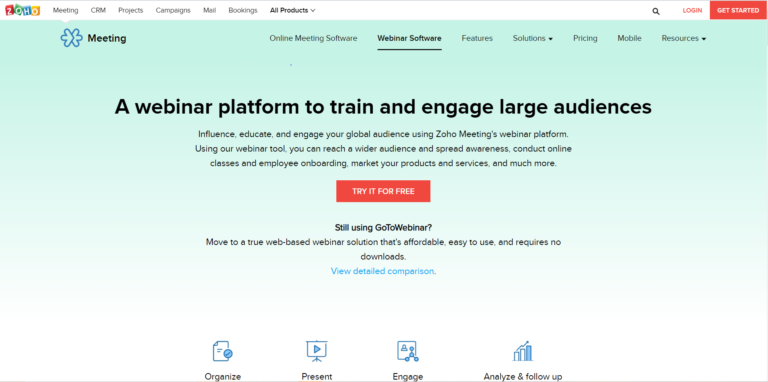 ZOHO Meeting CRM Projects Campaigns Mail Bookings All Products LOGIN GET STARTED
Meeting Online Meeting Software Webinar Software Features Solutions Pricing Mobile Resources
A webinar platform to train and engage large audiences
Influence, educate, and engage your global audience using Zoho Meeting's webinar platform.
Using our webinar tool, you can reach a wider audience and spread awareness, conduct online
classes and employee onboarding, market your products and services, and much more.
TRY IT FOR FREE
Still using GoToWebinar?
Move to a true web-based webinar solution that's affordable, easy to use, and requires no
downloads.
View detailed comparison.
Organize Present Engage Analyze & follow up